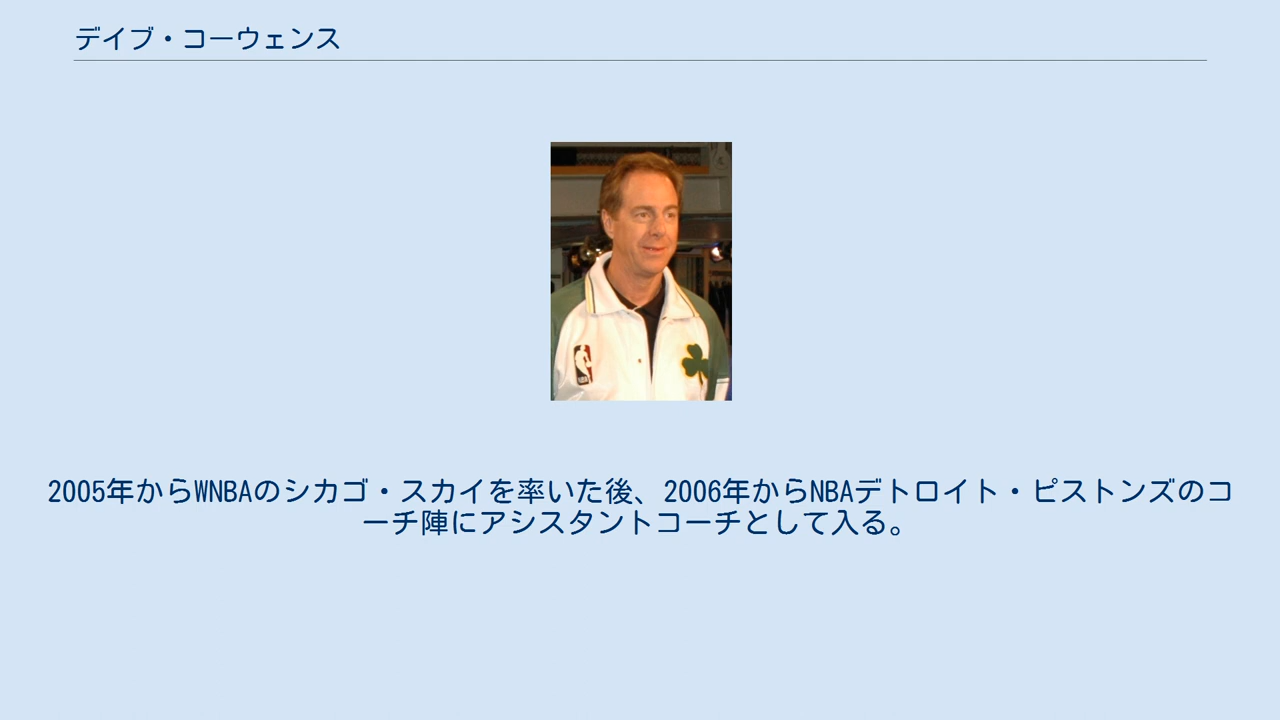 デイブ・コーウェンス
2005年からWNBAのシカゴ・スカイを率いた後、2006年からNBAデトロイト・ピストンズのコ
ーチ陣にアシスタントコーチとして入る。